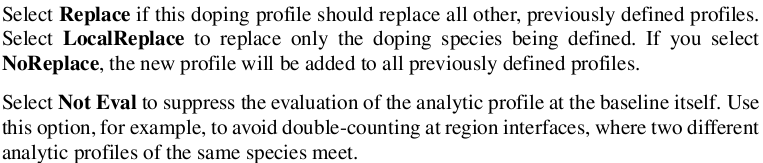 Select Replace if this doping profile should replace all other, previously defined profiles.
Select LocalReplace to replace only the doping species being defined. If you select
NoReplace, the new profile will be added to all previously defined profiles.
Select Not Eval to suppress the evaluation of the analytic profile at the baseline itself. Use
this option, for example, to avoid double-counting at region interfaces, where two different
analytic profiles of the same species meet.